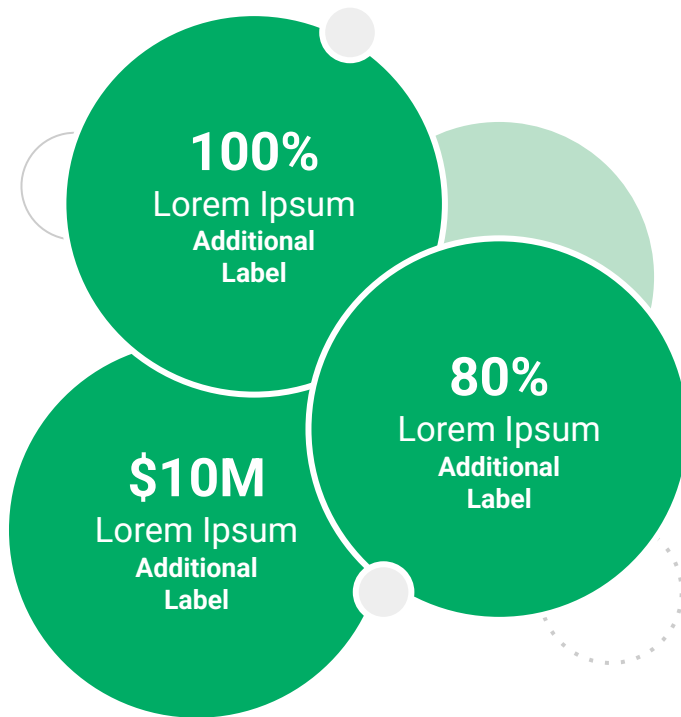 100%
Lorem Ipsum
Additional
Label
80%
Lorem Ipsum
Additional
Label
$10M
Lorem Ipsum
Additional
Label